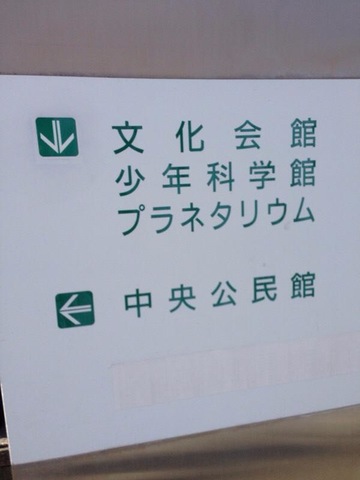 文化会館
少年科学館
プラネタリウム
中央公民館